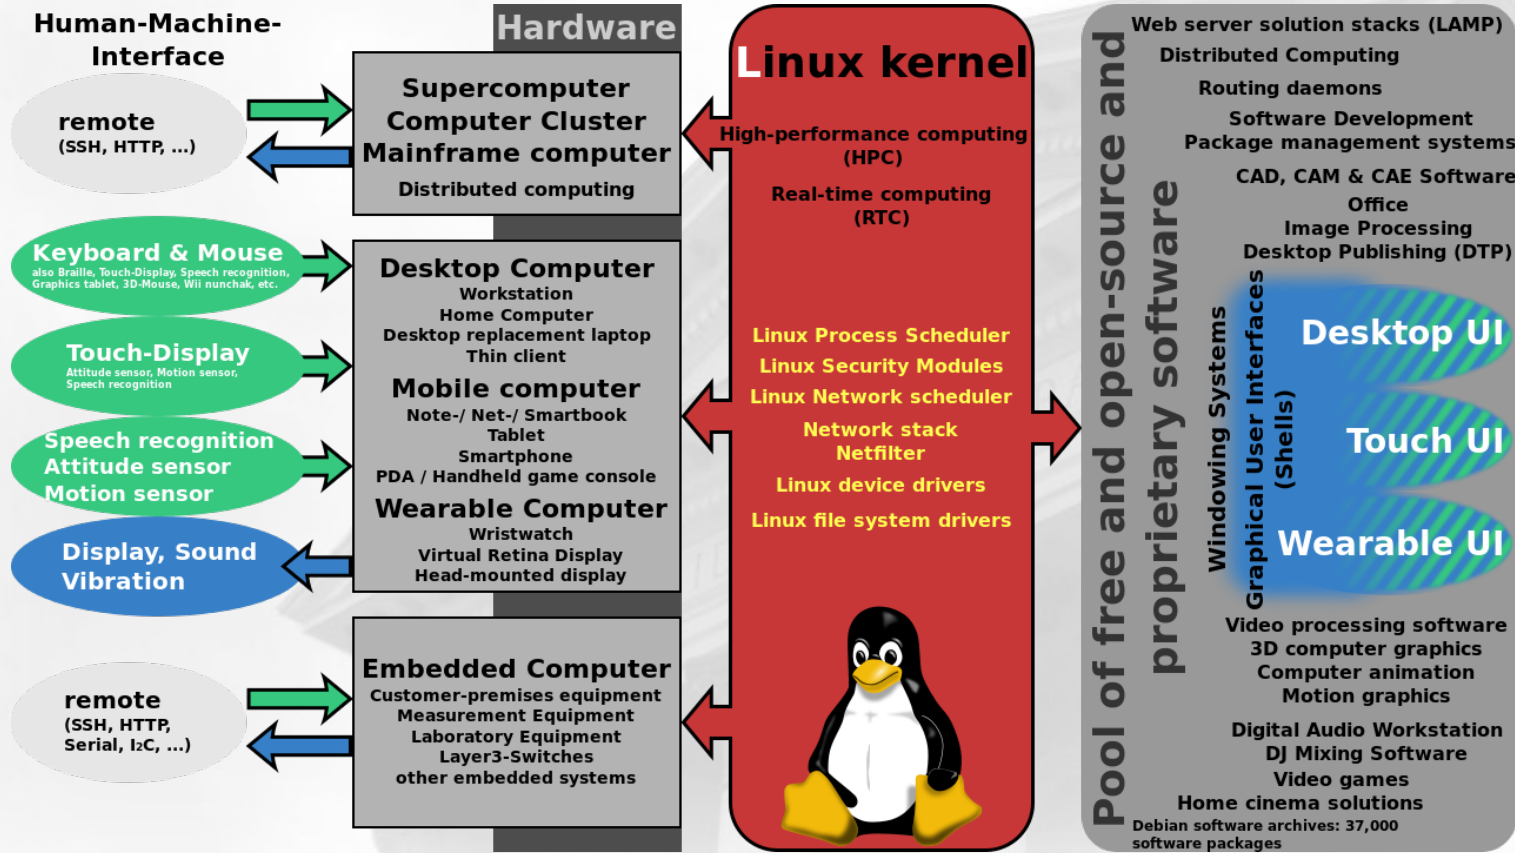 Human-Machine-
Interface
remote
(SSH, HTTP, ...)
Keyboard & Mouse
also Braille, Touch-Display, Speech recognition,
Graphics tablet, 3D-Mouse, Wii nunchak, etc.
Touch-Display
Attitude sensor, Motion sensor,
Speech recognition
Speech recognition
Attitude sensor
Motion sensor
Display, Sound
Vibration
remote
(SSH, HTTP,
Serial, I2C, ...)
Hardware
Supercomputer
Computer Cluster
Mainframe computer
Distributed computing
Desktop Computer
Workstation
Home Computer
Desktop replacement laptop
Thin client
Mobile computer
Note-/ Net-/ Smartbook
Tablet
Smartphone
PDA / Handheld game console
Wearable Computer
Wristwatch
Virtual Retina Display
Head-mounted display
Embedded Computer
Customer-premises equipment
Measurement Equipment
Laboratory Equipment
Layer3-Switches
other embedded systems
Linux kernel
High-performance computing
(HPC)
Real-time computing
(RTC)
Linux Process Scheduler
Linux Security Modules
Linux Network scheduler
Network stack
Netfilter
Linux device drivers
Linux file system drivers
Pool of free and open-source and
proprietary software
Web server solution stacks (LAMP)
Distributed Computing
Routing daemons
Software Development
Package management systems
CAD, CAM & CAE Software
Office
Image Processing
Desktop Publishing (DTP)
Windowing Systems
Graphical User Interfaces
(Shells)
Desktop UI
Touch UI
Wearable UI
Video processing software
3D computer graphics
Computer animation
Motion graphics
Digital Audio Workstation
DJ Mixing Software
Video games
Home cinema solutions
Debian software archives: 37,000
software packages